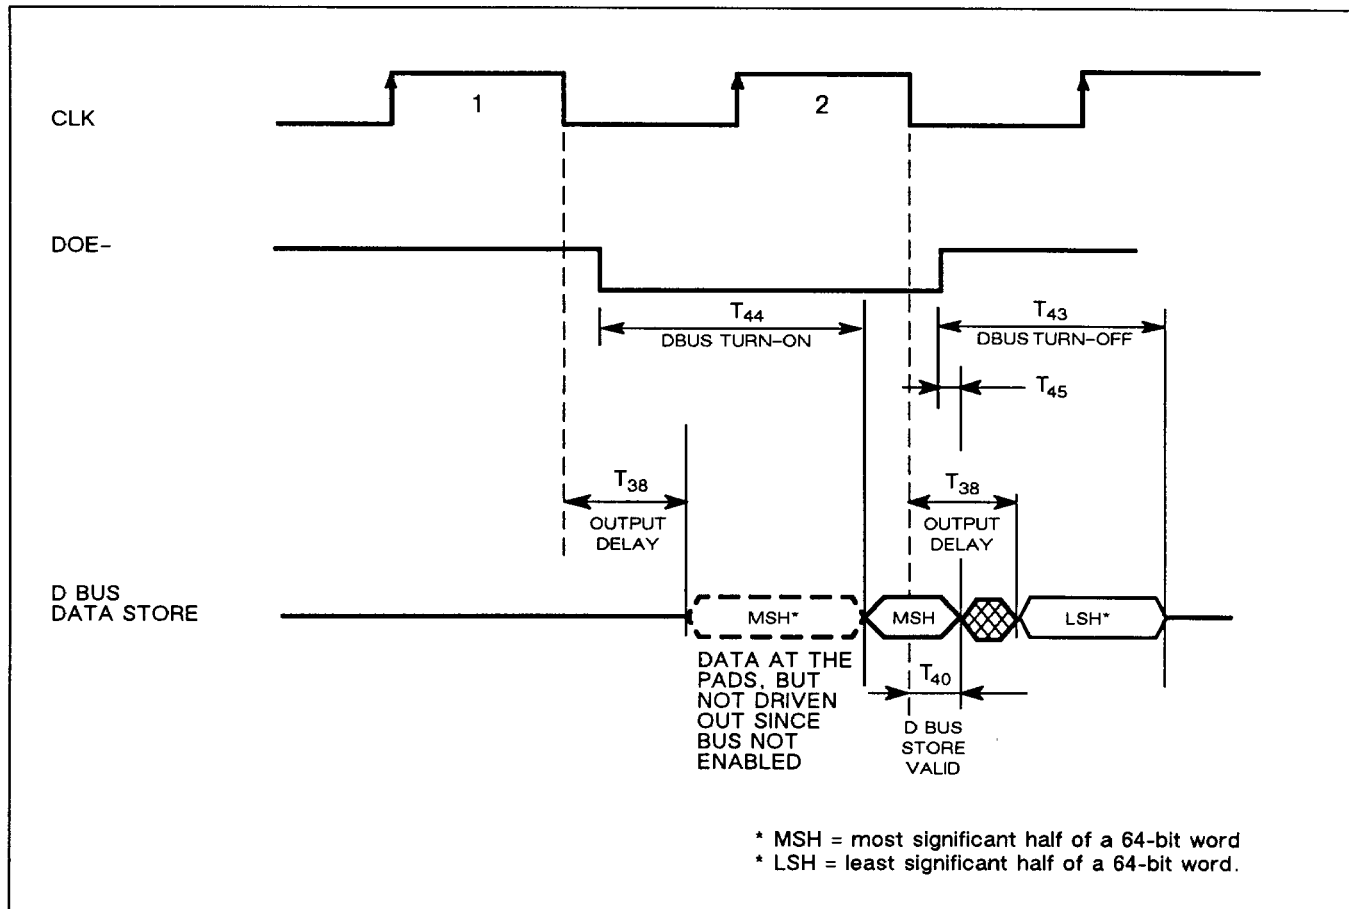 CLK
1
2
DOE-
T44
DBUS TURN-ON
T43
DBUS TURN-OFF
T45
T38
OUTPUT
DELAY
T38
OUTPUT
DELAY
D BUS
DATA STORE
MSH*
MSH
LSH*
DATA AT THE
PADS, BUT
NOT DRIVEN
OUT SINCE
BUS NOT
ENABLED
T40
D BUS
STORE
VALID
* MSH = most significant half of a 64-bit word
* LSH = least significant half of a 64-bit word.